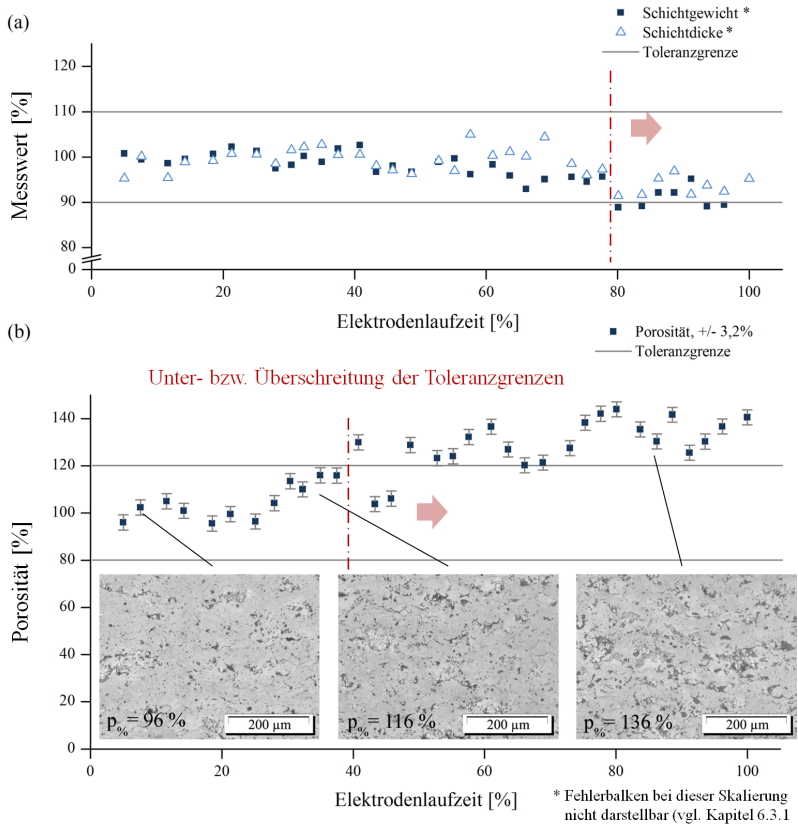 (a)
Schichtgewicht *
Schichtdicke *
Toleranzgrenze
Messwert [%]
120
110
100
90
80
0
0 20 40 60 80 100
Elektrodenlaufzeit [%]
(b)
Porosität, +/- 3,2%
Toleranzgrenze
Unter- bzw. Überschreitung der Toleranzgrenzen
Porosität [%]
140
120
100
80
60
40
20
0
p% = 96 % 200 µm
p% = 116 % 200 µm
p% = 136 % 200 µm
0 20 40 60 80 100
Elektrodenlaufzeit [%]
* Fehlerbalken bei dieser Skalierung
nicht darstellbar (vgl. Kapitel 6.3.1